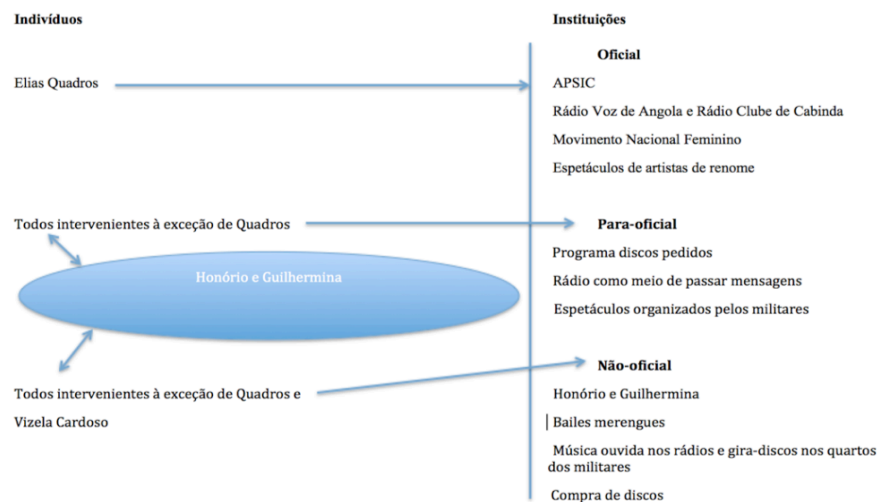 Indivíduos
Instituições
Oficial
Elias Quadros
APSIC
Rádio Voz de Angola e Rádio Clube de Cabinda
Movimento Nacional Feminino
Espetáculos de artistas de renome
Todos intervenientes à exceção de Quadros
Para-oficial
Programa discos pedidos
Honório e Guilhermina
Rádio como meio de passar mensagens
Espetáculos organizados pelos militares
Não-oficial
Todos intervenientes à exceção de Quadros e
Vizela Cardoso
Honório e Guilhermina
Bailes merengues
Música ouvida nos rádios e gira-discos nos quartos
dos militares
Compra de discos